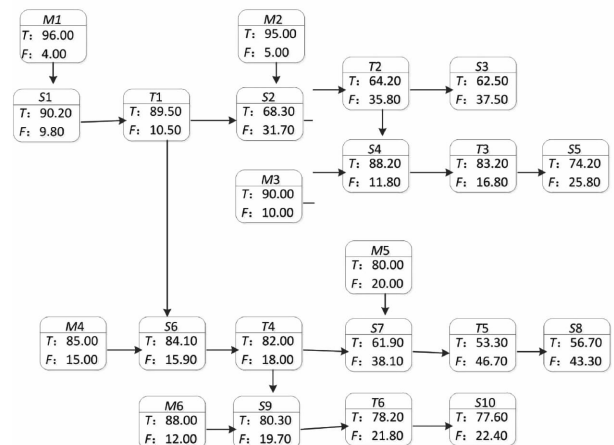 M1
T: 96.00
F: 4.00
M2
T: 95.00
F: 5.00
T2
T: 64.20
F: 35.80
S3
T: 62.50
F: 37.50
S1
T: 90.20
F: 9.80
T1
T: 89.50
F: 10.50
S2
T: 68.30
F: 31.70
S4
T: 88.20
F: 11.80
T3
T: 83.20
F: 16.80
S5
T: 74.20
F: 25.80
M3
T: 90.00
F: 10.00
M5
T: 80.00
F: 20.00
M4
T: 85.00
F: 15.00
S6
T: 84.10
F: 15.90
T4
T: 82.00
F: 18.00
S7
T: 61.90
F: 38.10
T5
T: 53.30
F: 46.70
S8
T: 56.70
F: 43.30
M6
T: 88.00
F: 12.00
S9
T: 80.30
F: 19.70
T6
T: 78.20
F: 21.80
S10
T: 77.60
F: 22.40